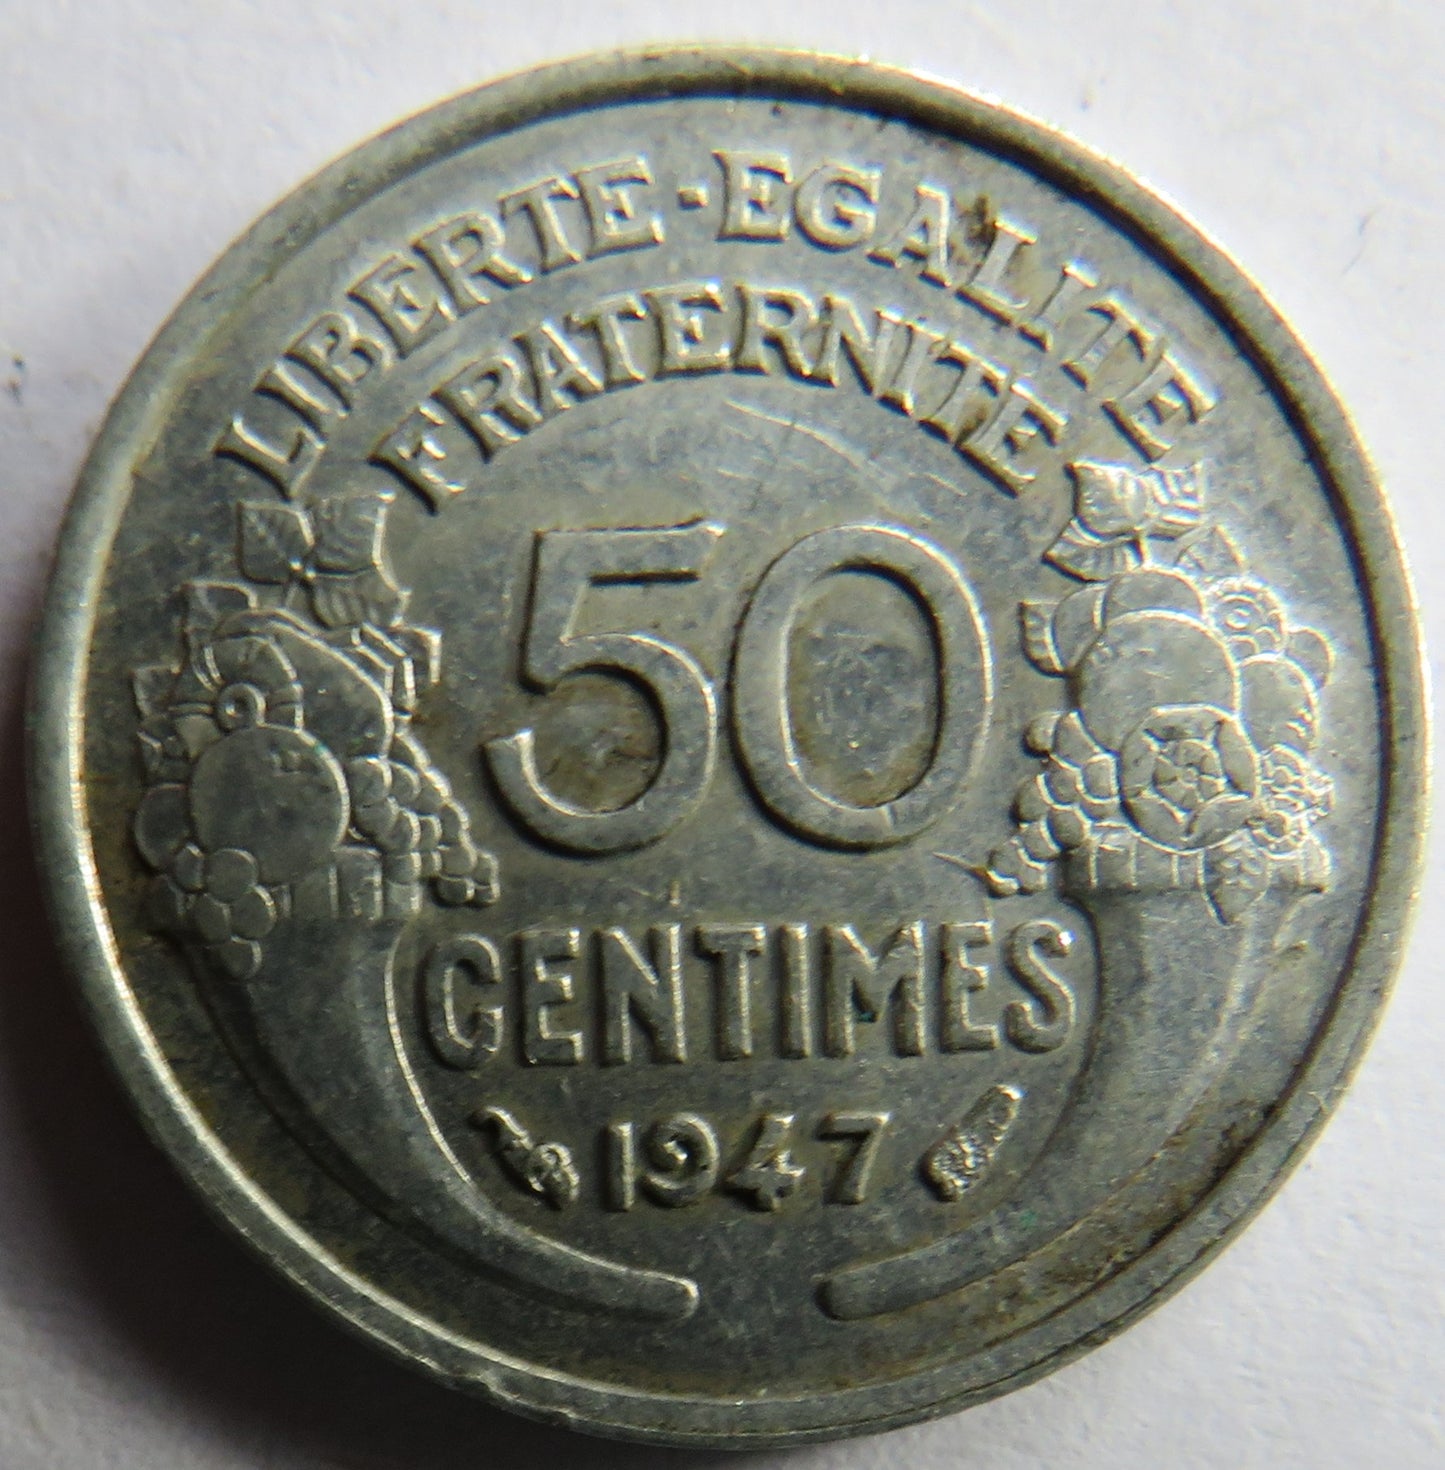 LIBERTE · EGALITE
FRATERNITE
50
CENTIMES
1947